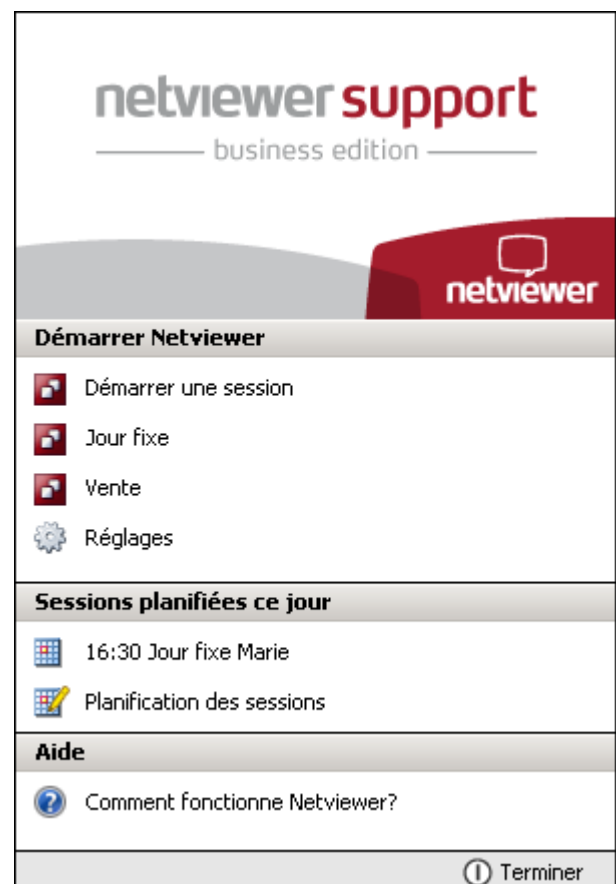 netviewer support
business edition
netviewer
Démarrer Netviewer
Démarrer une session
Jour fixe
Vente
Réglages
Sessions planifiées ce jour
16:30 Jour fixe Marie
Planification des sessions
Aide
Comment fonctionne Netviewer?
Terminer